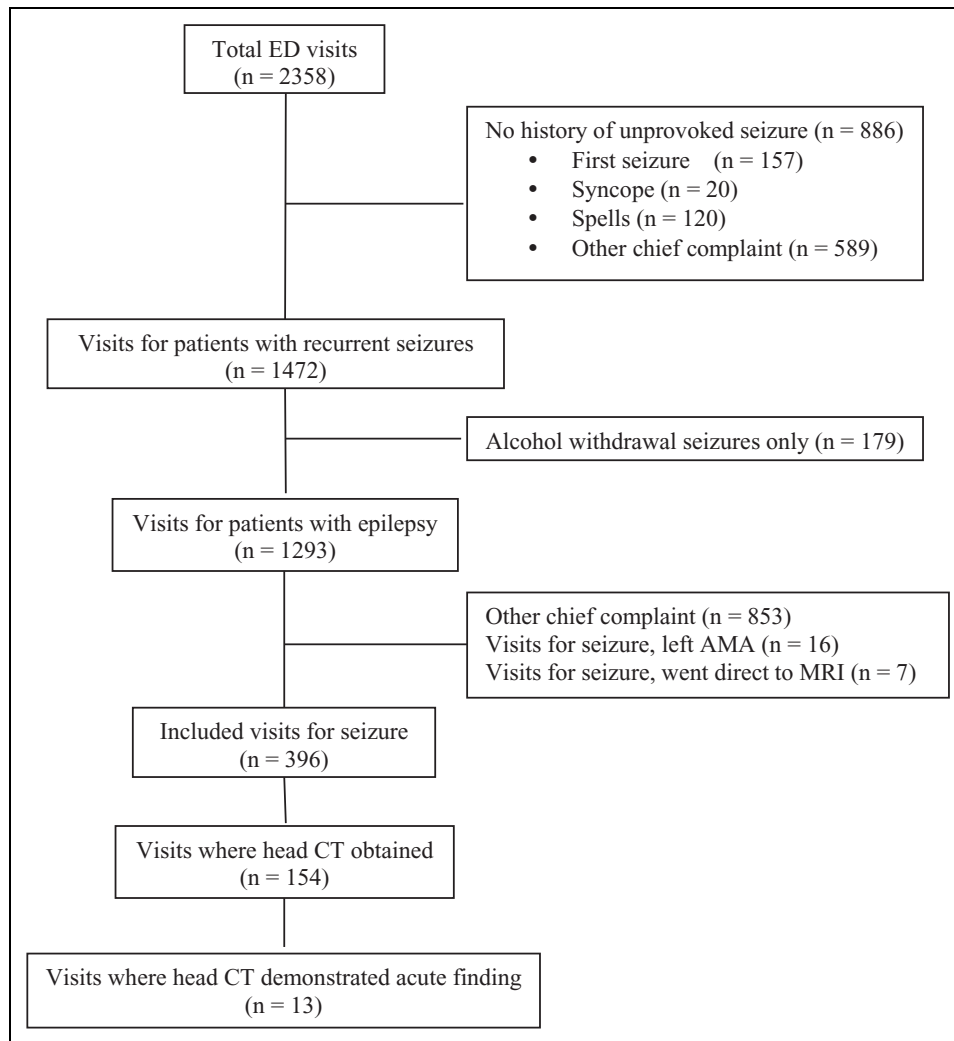 Total ED visits
(n = 2358)
No history of unprovoked seizure (n = 886)
• First seizure (n = 157)
• Syncope (n = 20)
• Spells (n = 120)
• Other chief complaint (n = 589)
Visits for patients with recurrent seizures
(n = 1472)
Alcohol withdrawal seizures only (n = 179)
Visits for patients with epilepsy
(n = 1293)
Other chief complaint (n = 853)
Visits for seizure, left AMA (n = 16)
Visits for seizure, went direct to MRI (n = 7)
Included visits for seizure
(n = 396)
Visits where head CT obtained
(n = 154)
Visits where head CT demonstrated acute finding
(n = 13)